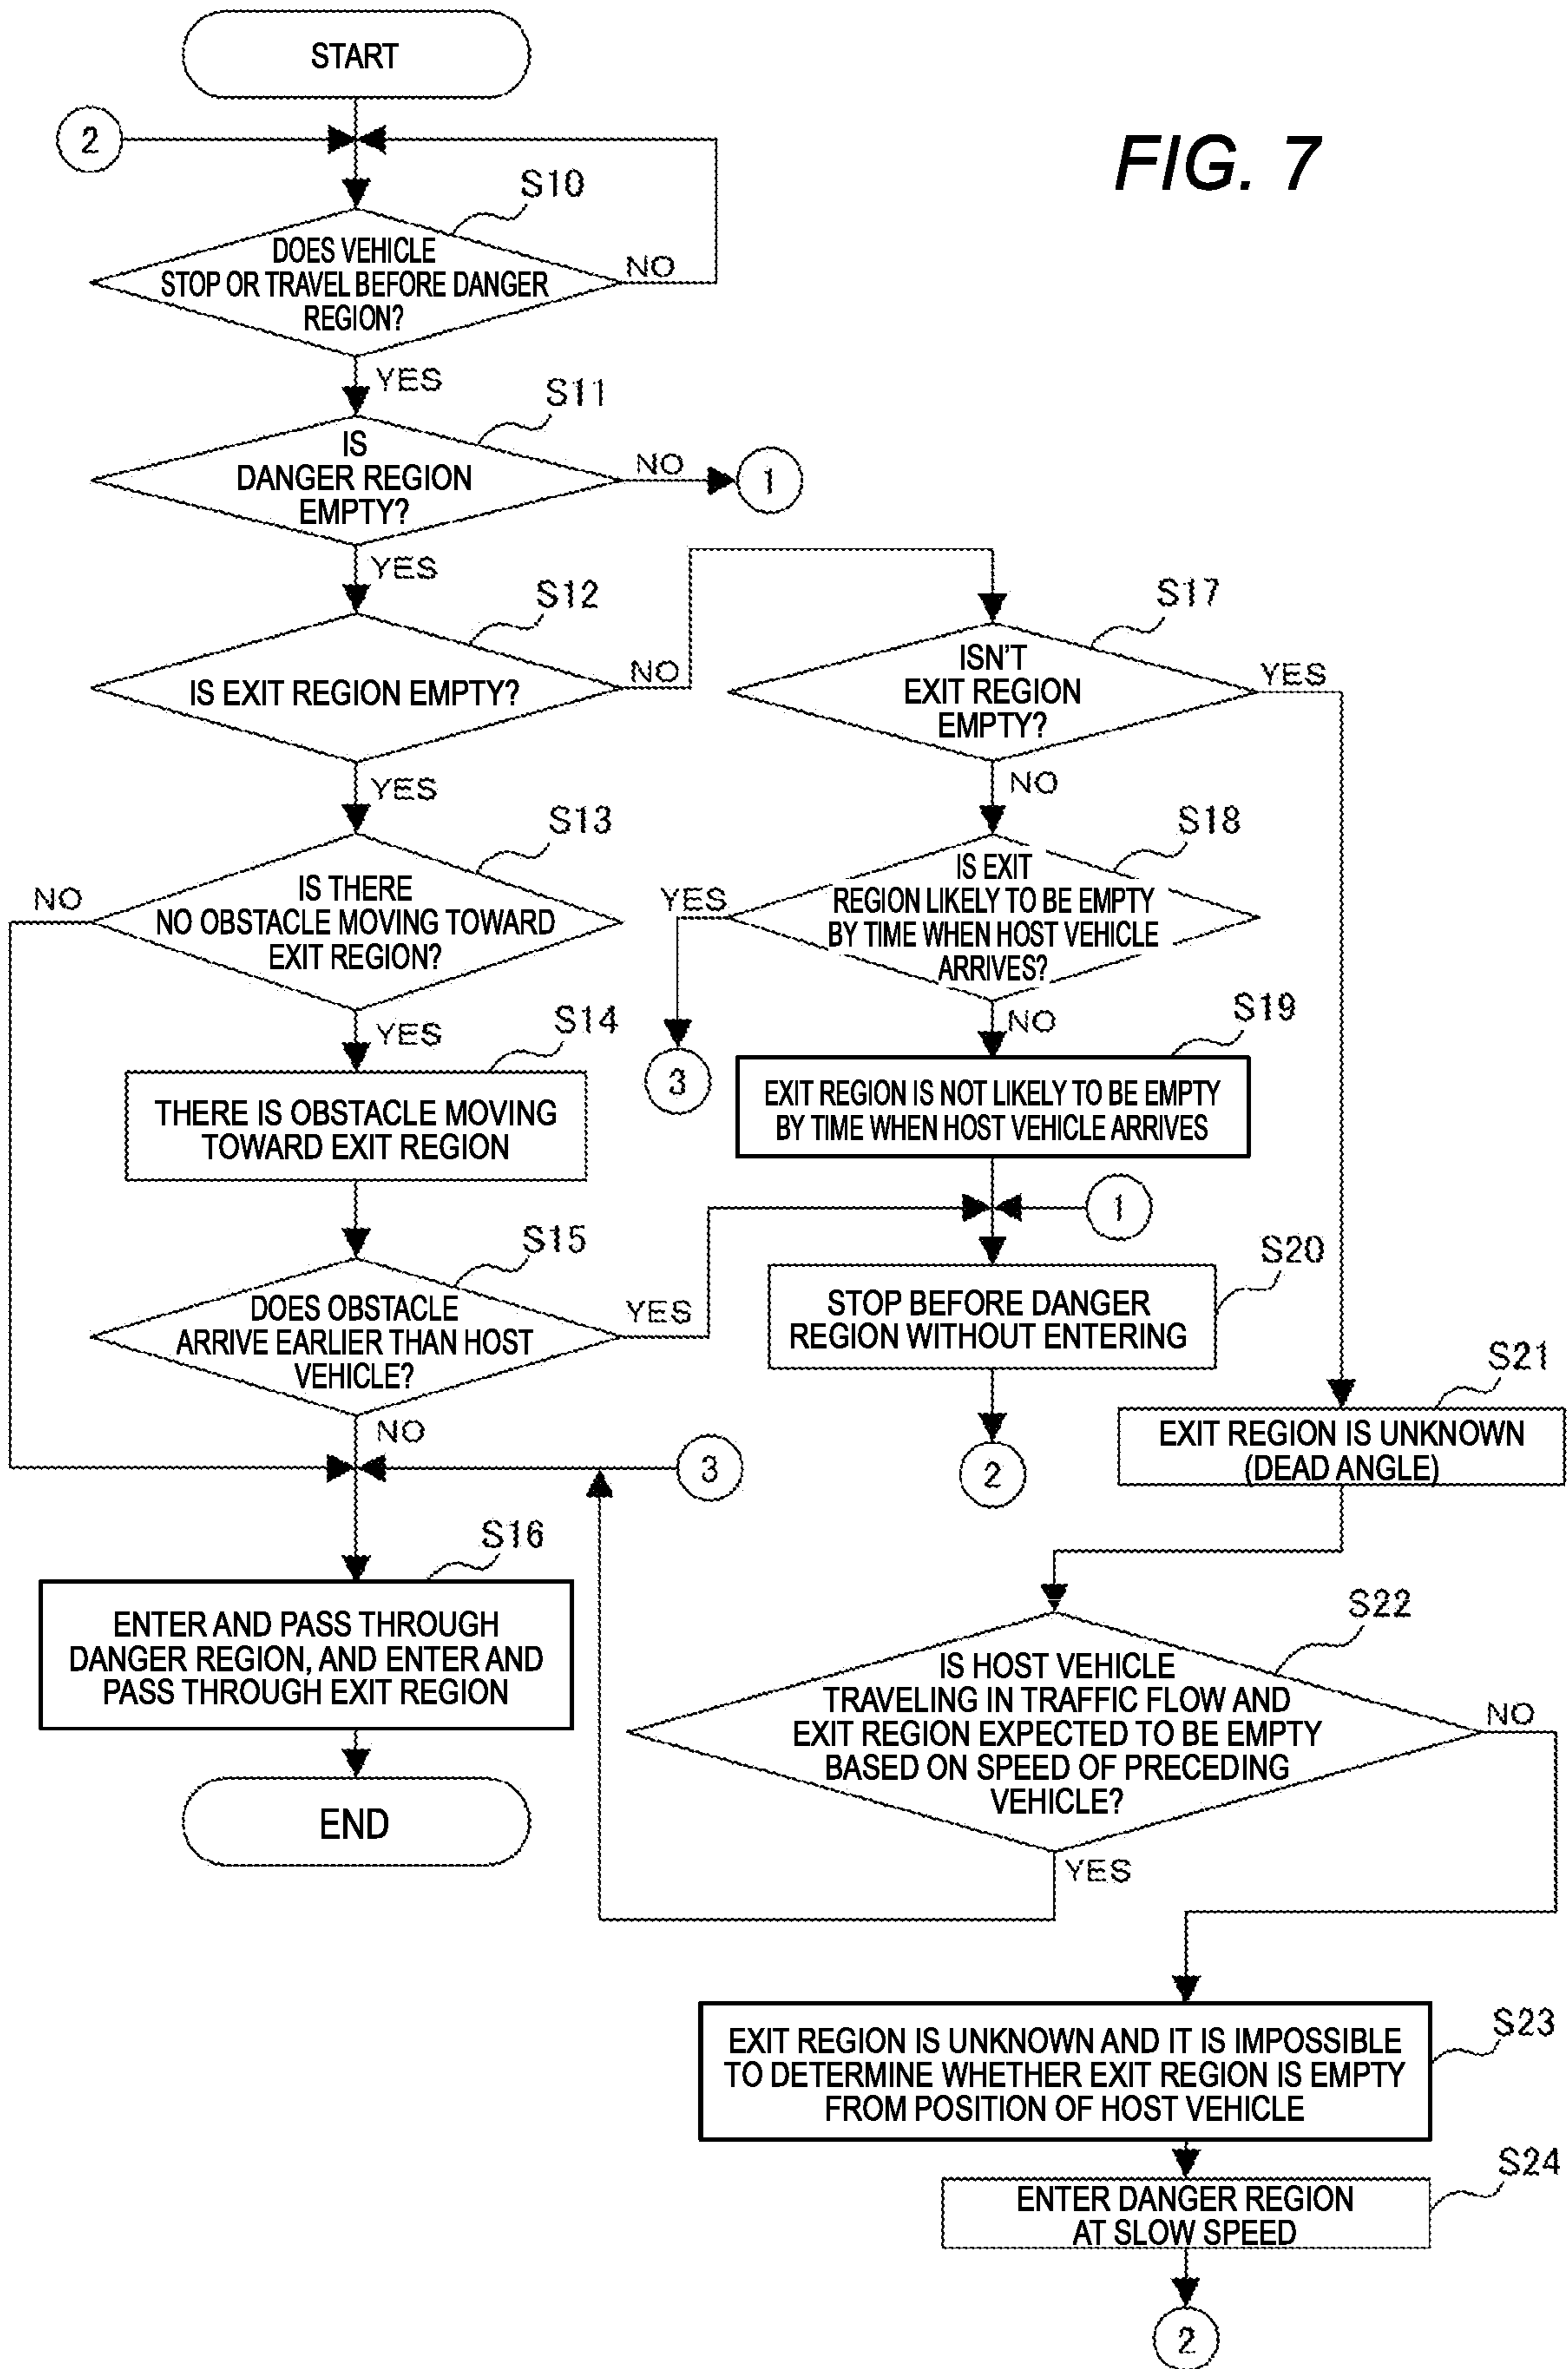 START
FIG. 7
2
S10
DOES VEHICLE
STOP OR TRAVEL BEFORE DANGER
REGION?
NO
YES
S11
IS
DANGER REGION
EMPTY?
NO
1
YES
S12
IS EXIT REGION EMPTY?
NO
YES
S17
ISN'T
EXIT REGION
EMPTY?
YES
NO
S13
IS THERE
NO OBSTACLE MOVING TOWARD
EXIT REGION?
NO
YES
S18
IS EXIT
REGION LIKELY TO BE EMPTY
BY TIME WHEN HOST VEHICLE
ARRIVES?
YES
3
NO
S14
THERE IS OBSTACLE MOVING
TOWARD EXIT REGION
S19
EXIT REGION IS NOT LIKELY TO BE EMPTY
BY TIME WHEN HOST VEHICLE ARRIVES
1
S15
DOES OBSTACLE
ARRIVE EARLIER THAN HOST
VEHICLE?
YES
NO
S20
STOP BEFORE DANGER
REGION WITHOUT ENTERING
2
S21
EXIT REGION IS UNKNOWN
(DEAD ANGLE)
3
S16
ENTER AND PASS THROUGH
DANGER REGION, AND ENTER AND
PASS THROUGH EXIT REGION
END
S22
IS HOST VEHICLE
TRAVELING IN TRAFFIC FLOW AND
EXIT REGION EXPECTED TO BE EMPTY
BASED ON SPEED OF PRECEDING
VEHICLE?
NO
YES
S23
EXIT REGION IS UNKNOWN AND IT IS IMPOSSIBLE
TO DETERMINE WHETHER EXIT REGION IS EMPTY
FROM POSITION OF HOST VEHICLE
S24
ENTER DANGER REGION
AT SLOW SPEED
2